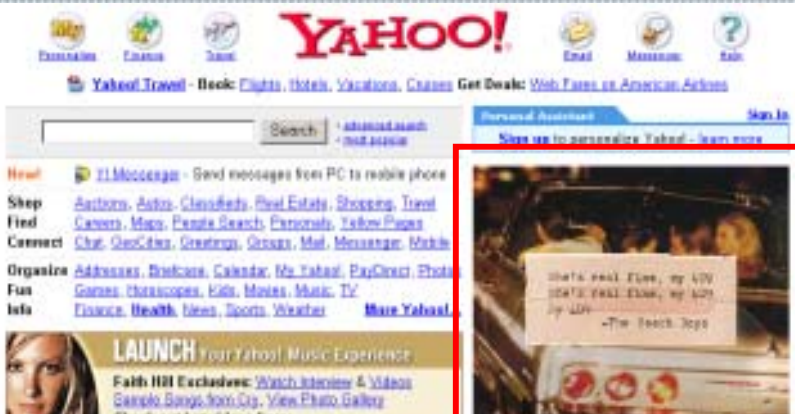 My
YAHOO!
Personalize Finance Travel Email Messenger Help
Yahoo! Travel - Book: Flights, Hotels, Vacations, Cruises Get Deals: Web Fares on American Airlines
Search · advanced search
· most popular
Personal Assistant Sign In
Sign up to personalize Yahoo! - learn more
New! Y! Messenger - Send messages from PC to mobile phone
Shop Auctions, Autos, Classifieds, Real Estate, Shopping, Travel
Find Careers, Maps, People Search, Personals, Yellow Pages
Connect Chat, GeoCities, Greetings, Groups, Mail, Messenger, Mobile
Organize Addresses, Briefcase, Calendar, My Yahoo!, PayDirect, Photos
Fun Games, Horoscopes, Kids, Movies, Music, TV
Info Finance, Health, News, Sports, Weather More Yahoo!...
She's real fine, my 409
She's real fine, my 409
My 409
-The Beach Boys
LAUNCH Your Yahoo! Music Experience
Faith Hill Exclusives: Watch Interview & Videos
Sample Songs from Cry, View Photo Gallery